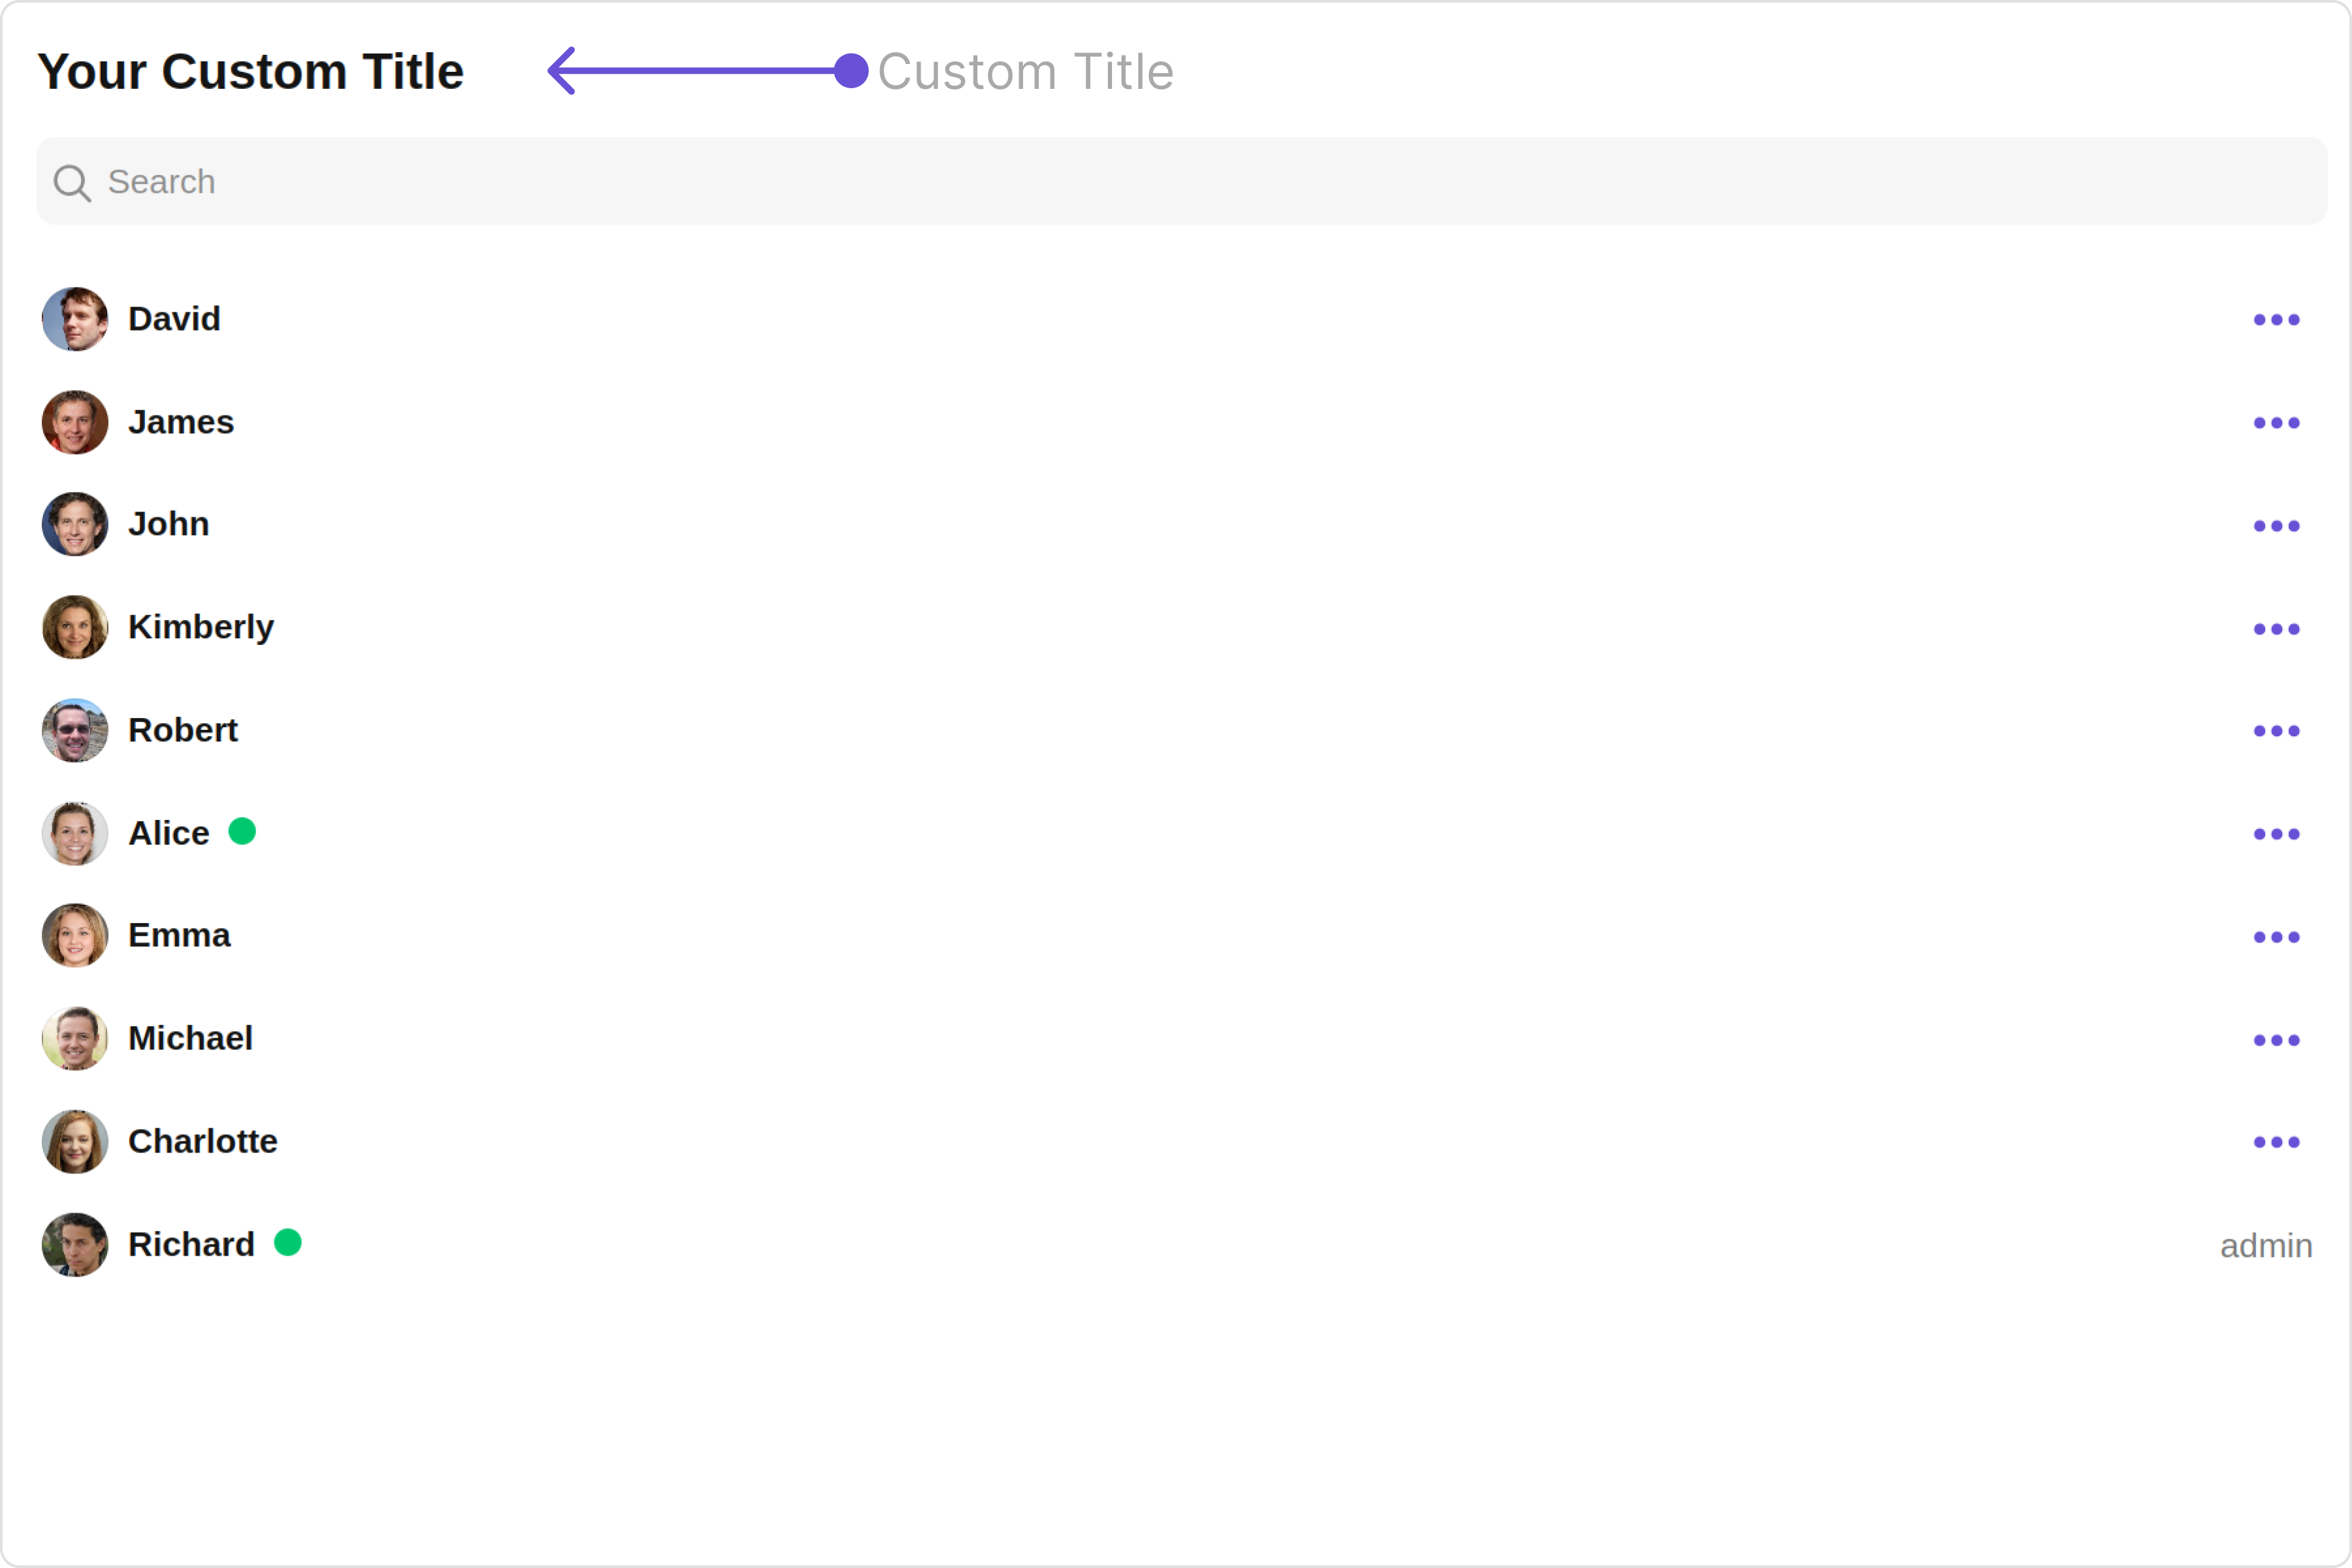 Your Custom Title Custom Title
Search
David
James
John
Kimberly
Robert
Alice
Emma
Michael
Charlotte
Richard admin